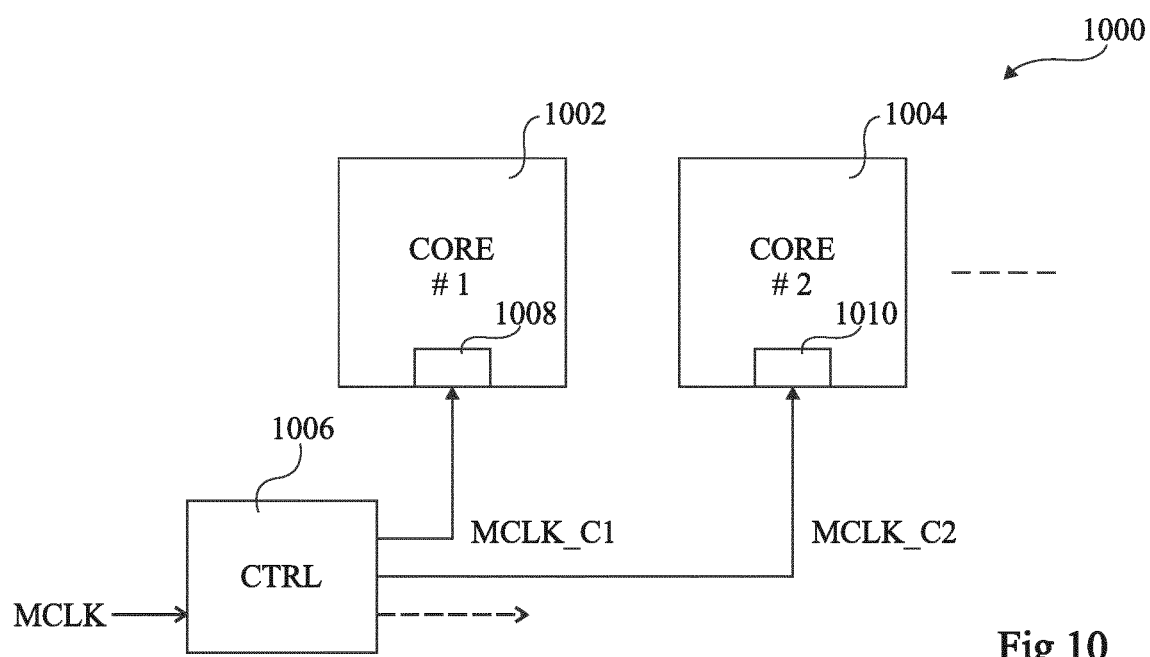 1000
1002
1004
CORE
# 1
CORE
# 2
1008
1010
1006
MCLK_C1
MCLK_C2
CTRL
MCLK
Fig 10